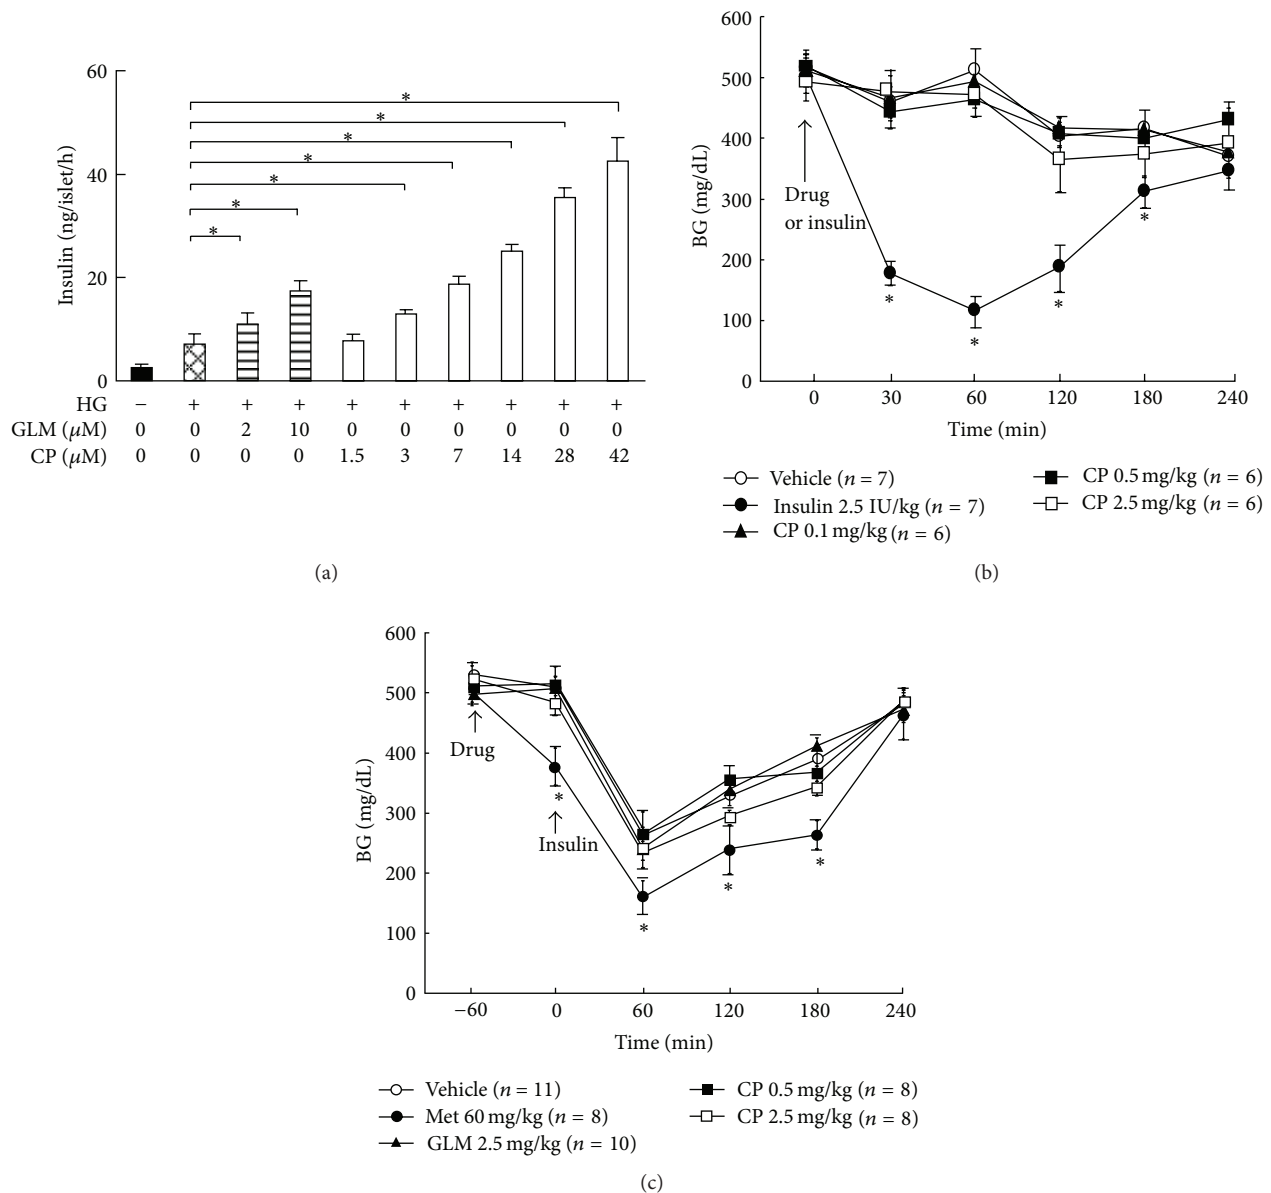 60
40
20
0
Insulin (ng/islet/h)
* * * * * * *
HG − + + + + + + + + +
GLM (μM) 0 0 2 10 0 0 0 0 0 0
CP (μM) 0 0 0 0 1.5 3 7 14 28 42
(a)
600
500
400
300
200
100
0
BG (mg/dL)
Drug
or insulin
* * * *
0 30 60 120 180 240
Time (min)
Vehicle (n = 7)
Insulin 2.5 IU/kg (n = 7)
CP 0.1 mg/kg (n = 6)
CP 0.5 mg/kg (n = 6)
CP 2.5 mg/kg (n = 6)
(b)
600
500
400
300
200
100
0
BG (mg/dL)
Drug
Insulin
* * * *
−60 0 60 120 180 240
Time (min)
Vehicle (n = 11)
Met 60 mg/kg (n = 8)
GLM 2.5 mg/kg (n = 10)
CP 0.5 mg/kg (n = 8)
CP 2.5 mg/kg (n = 8)
(c)